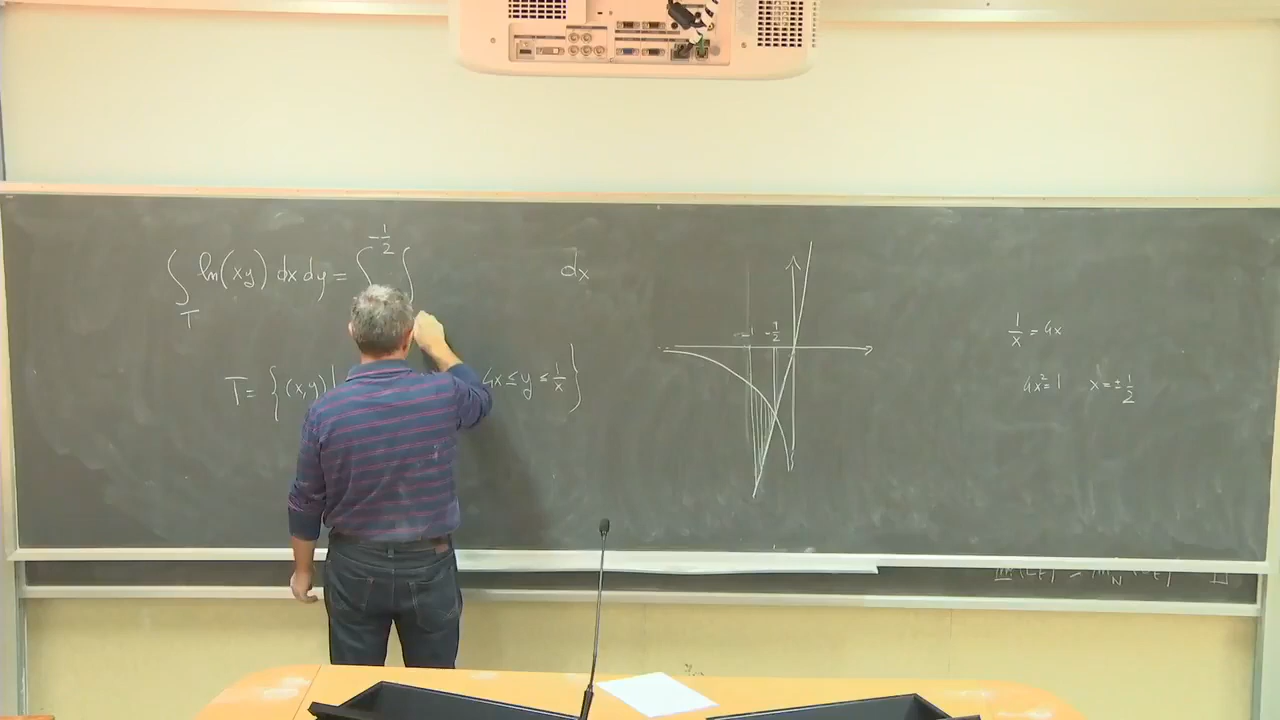 ∫_T ln(xy) dx dy = ∫^{-1/2} ∫ dx
T = { (x,y) | 4x ≤ y ≤ 1/x }
-1 -1/2
1/x = 4x
4x² = 1 x = ± 1/2